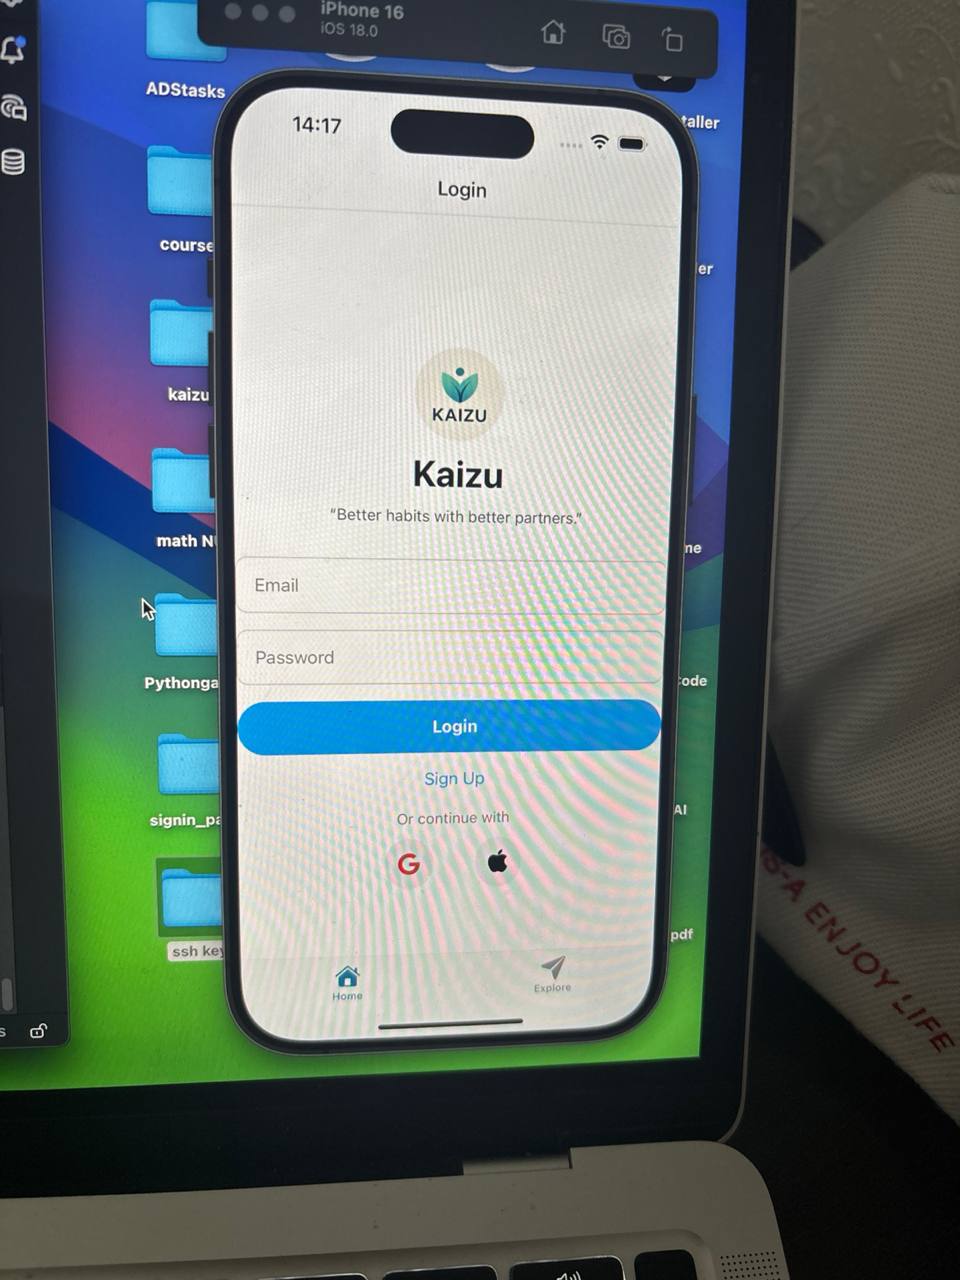 iPhone 16
iOS 18.0
ADStasks
course
kaizu
math N
Pythonga
signin_pa
ssh key
14:17
Login
KAIZU
Kaizu
“Better habits with better partners.”
Email
Password
Login
Sign Up
Or continue with
G
Home
Explore
taller
er
me
ode
AI
pdf
S-A ENJOY LIFE